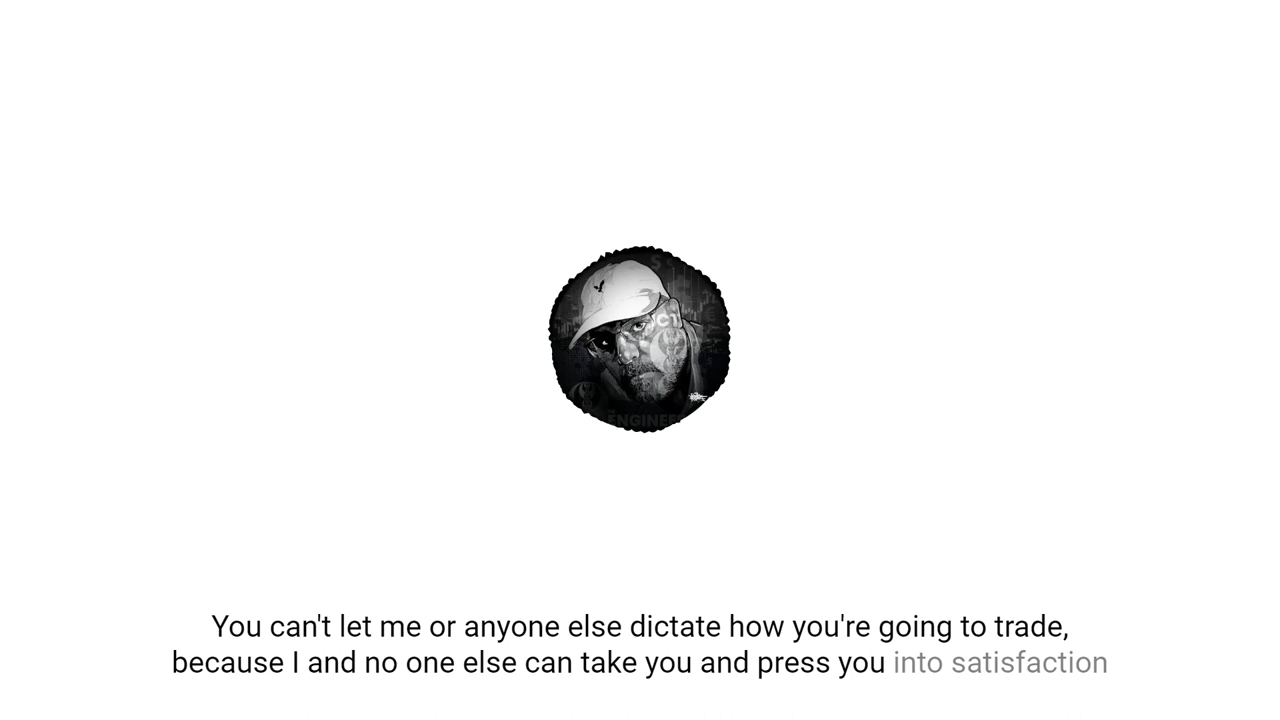 You can't let me or anyone else dictate how you're going to trade,
because I and no one else can take you and press you into satisfaction